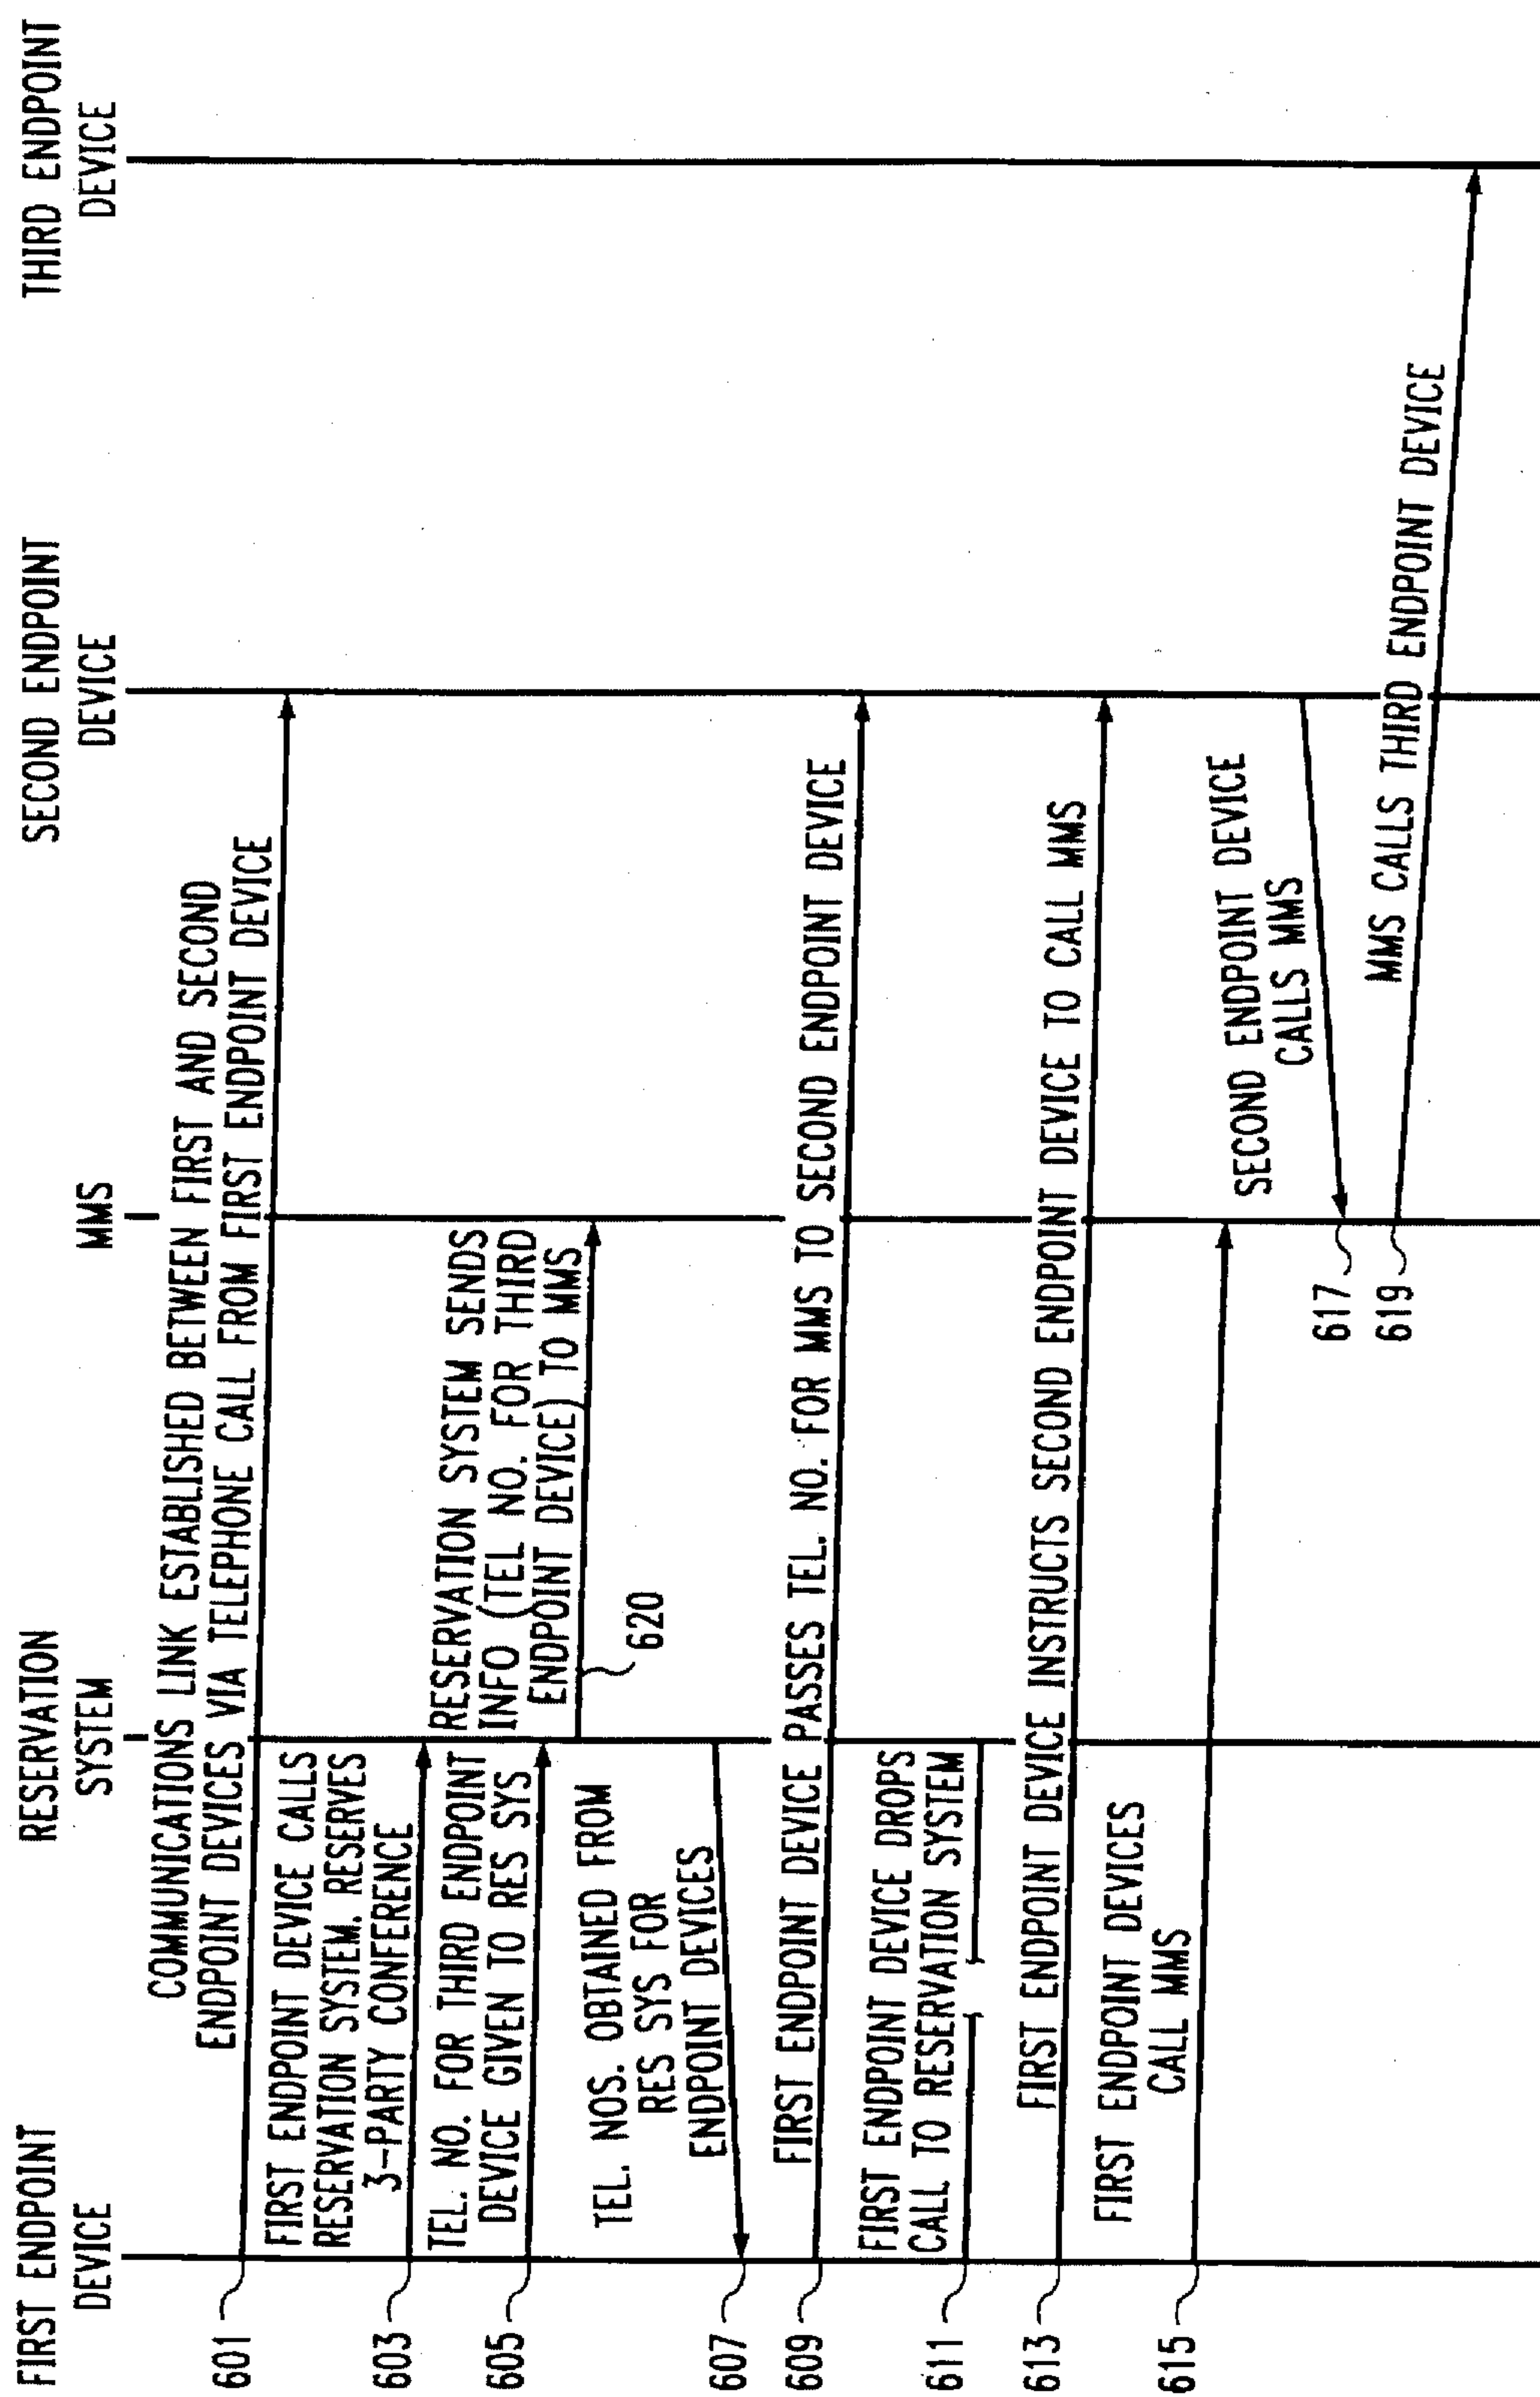 FIRST ENDPOINT
DEVICE
RESERVATION
SYSTEM
MMS
SECOND ENDPOINT
DEVICE
THIRD ENDPOINT
DEVICE
601
COMMUNICATIONS LINK ESTABLISHED BETWEEN FIRST AND SECOND
ENDPOINT DEVICES VIA TELEPHONE CALL FROM FIRST ENDPOINT DEVICE
603
FIRST ENDPOINT DEVICE CALLS
RESERVATION SYSTEM. RESERVES
3-PARTY CONFERENCE
605
TEL. NO. FOR THIRD ENDPOINT
DEVICE GIVEN TO RES SYS
RESERVATION SYSTEM SENDS
INFO (TEL NO. FOR THIRD
ENDPOINT DEVICE) TO MMS
620
607
TEL. NOS. OBTAINED FROM
RES SYS FOR
ENDPOINT DEVICES
609
FIRST ENDPOINT DEVICE PASSES TEL. NO. FOR MMS TO SECOND ENDPOINT DEVICE
611
FIRST ENDPOINT DEVICE DROPS
CALL TO RESERVATION SYSTEM
613
FIRST ENDPOINT DEVICE INSTRUCTS SECOND ENDPOINT DEVICE TO CALL MMS
615
FIRST ENDPOINT DEVICES
CALL MMS
SECOND ENDPOINT DEVICE
CALLS MMS
617
619
MMS CALLS THIRD ENDPOINT DEVICE